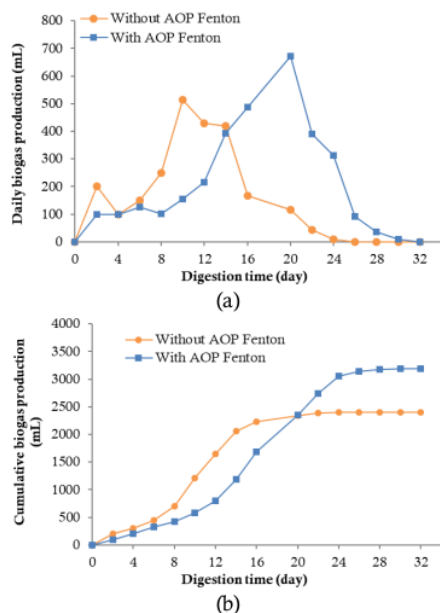 Without AOP Fenton
With AOP Fenton
Daily biogas production (mL)
800
700
600
500
400
300
200
100
0
0 4 8 12 16 20 24 28 32
Digestion time (day)
(a)
Without AOP Fenton
With AOP Fenton
Cumulative biogas production
(mL)
4000
3500
3000
2500
2000
1500
1000
500
0
0 4 8 12 16 20 24 28 32
Digestion time (day)
(b)